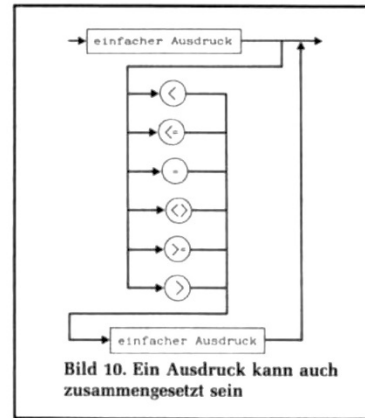 einfacher Ausdruck
<
<=
=
<>
>=
>
einfacher Ausdruck
Bild 10. Ein Ausdruck kann auch
zusammengesetzt sein